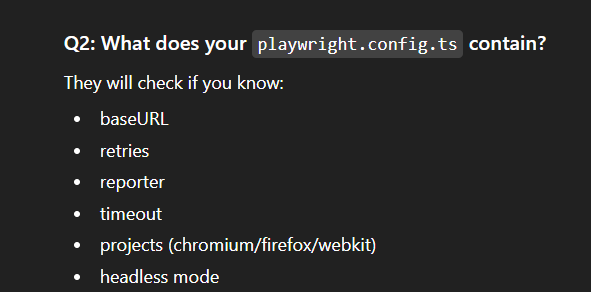 Q2: What does your playwright.config.ts contain?
They will check if you know:
• baseURL
• retries
• reporter
• timeout
• projects (chromium/firefox/webkit)
• headless mode